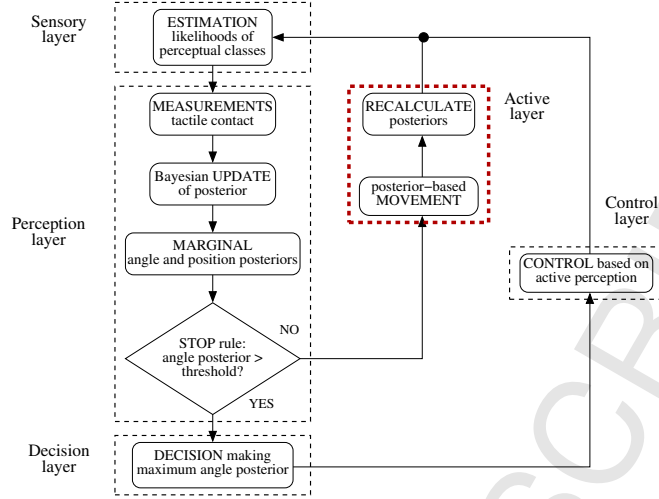 Sensory
layer
ESTIMATION
likelihoods of
perceptual classes
MEASUREMENTS
tactile contact
Bayesian UPDATE
of posterior
Perception
layer
MARGINAL
angle and position posteriors
STOP rule:
angle posterior >
threshold?
NO
YES
Decision
layer
DECISION making
maximum angle posterior
RECALCULATE
posteriors
Active
layer
posterior-based
MOVEMENT
Control
layer
CONTROL based on
active perception
SCRI